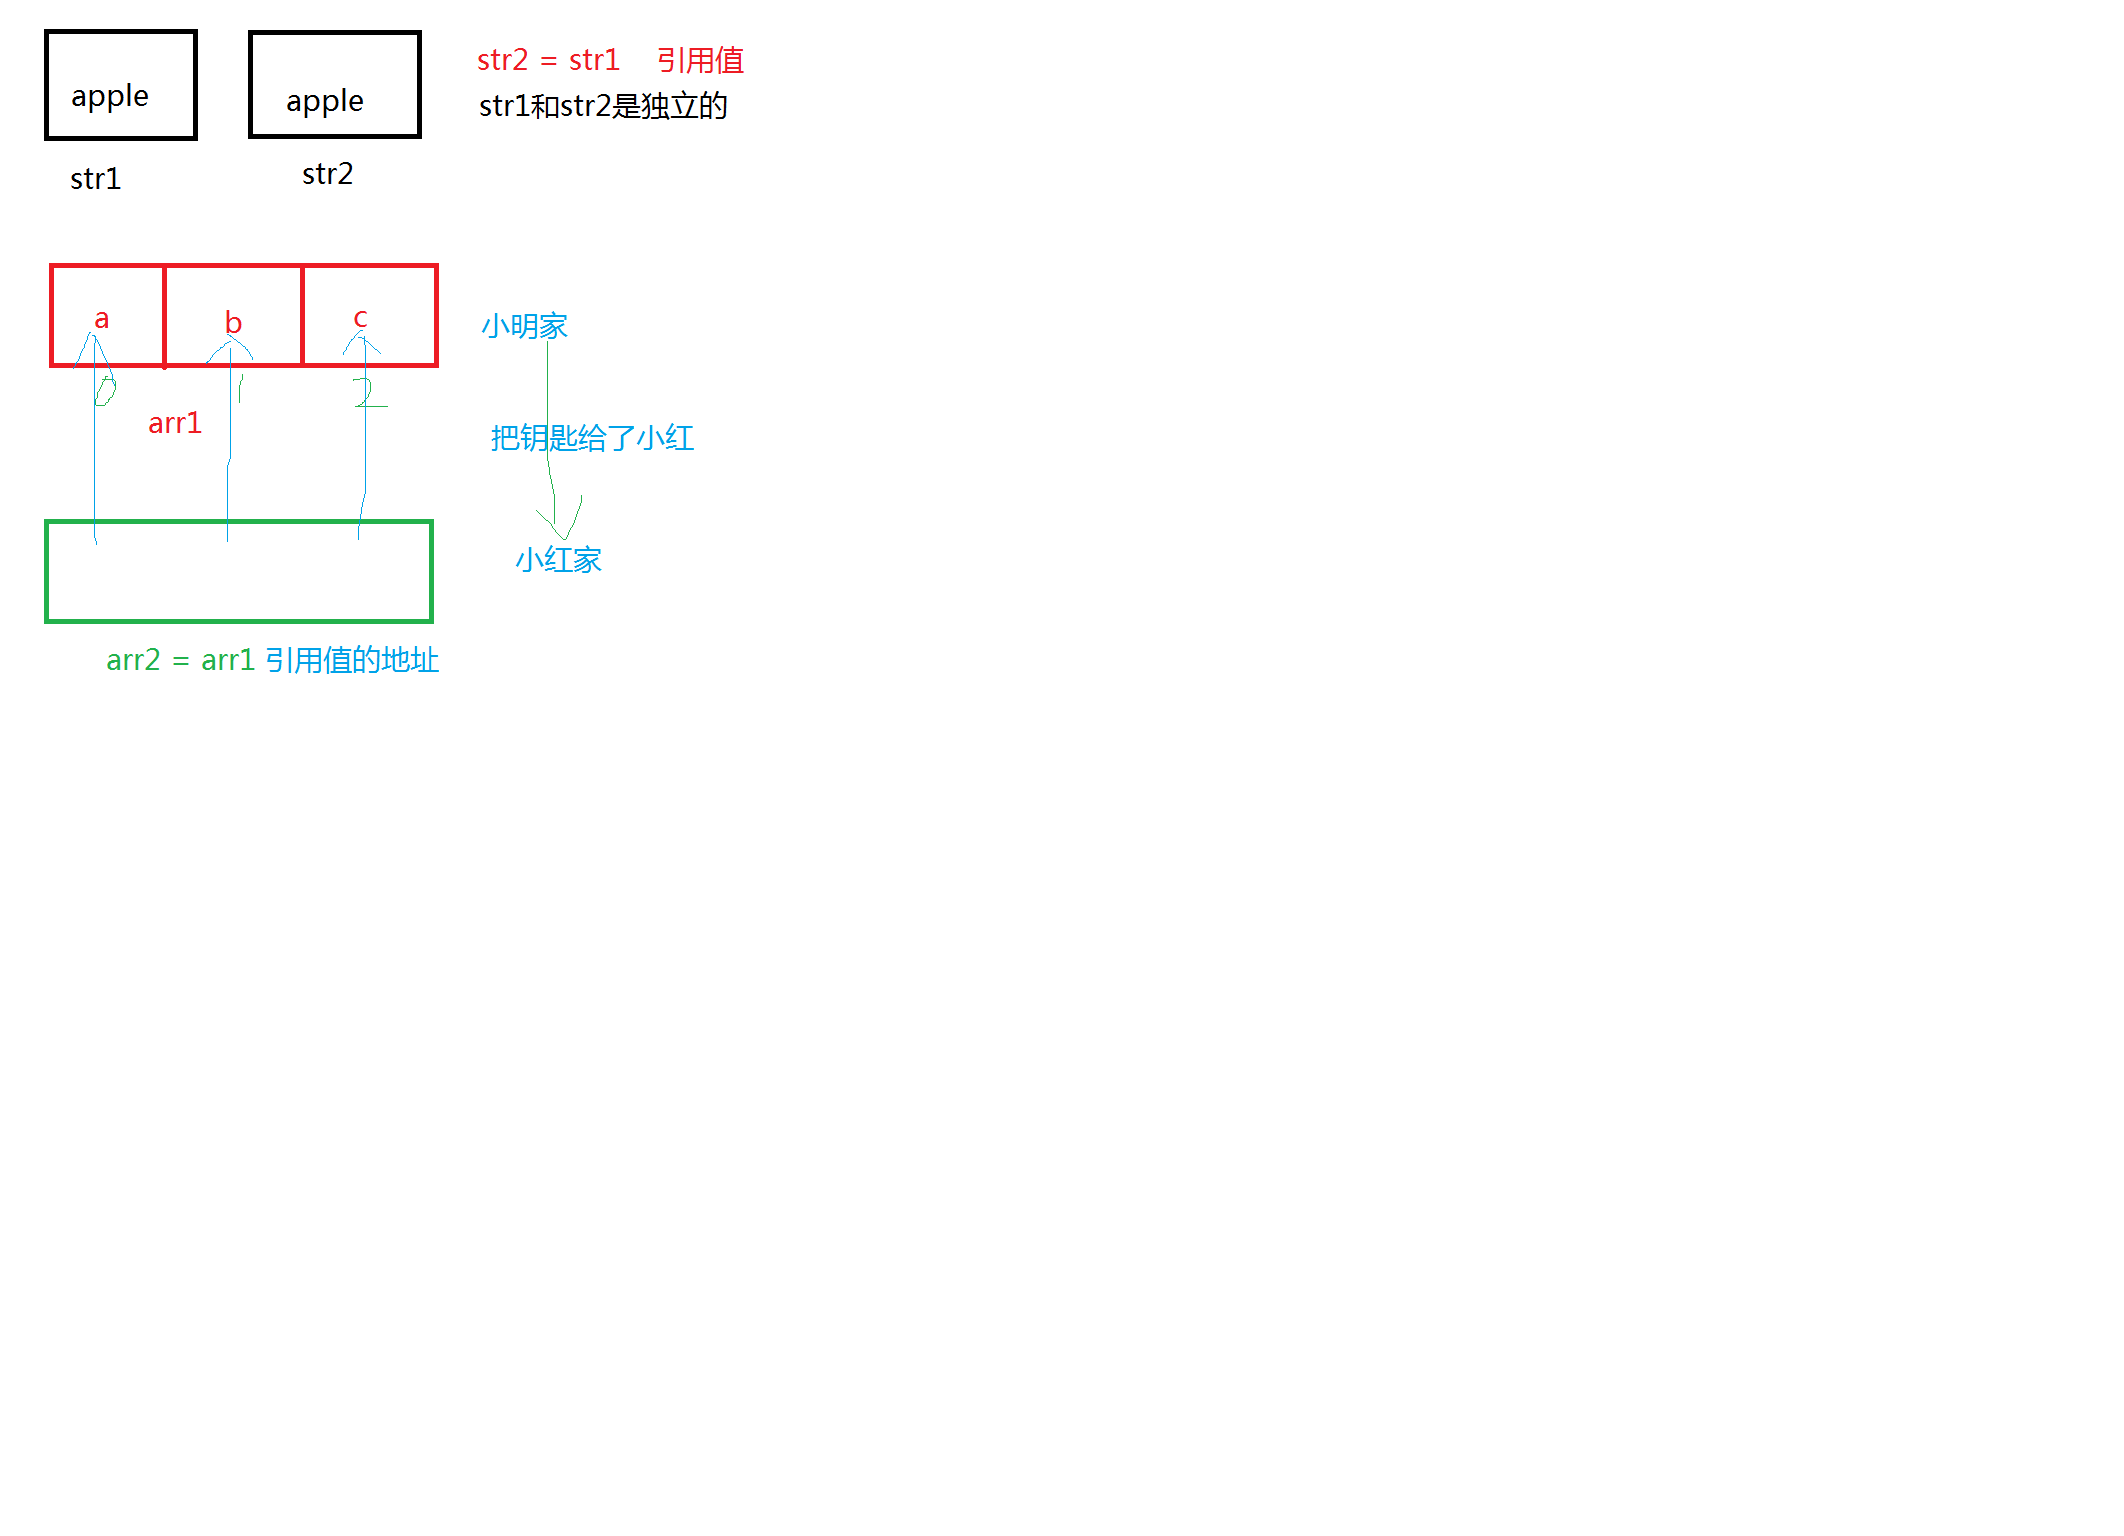 apple
apple
str2 = str1 引用值
str1和str2是独立的
str1
str2
a
b
c
小明家
0
1
2
arr1
把钥匙给了小红
小红家
arr2 = arr1 引用值的地址